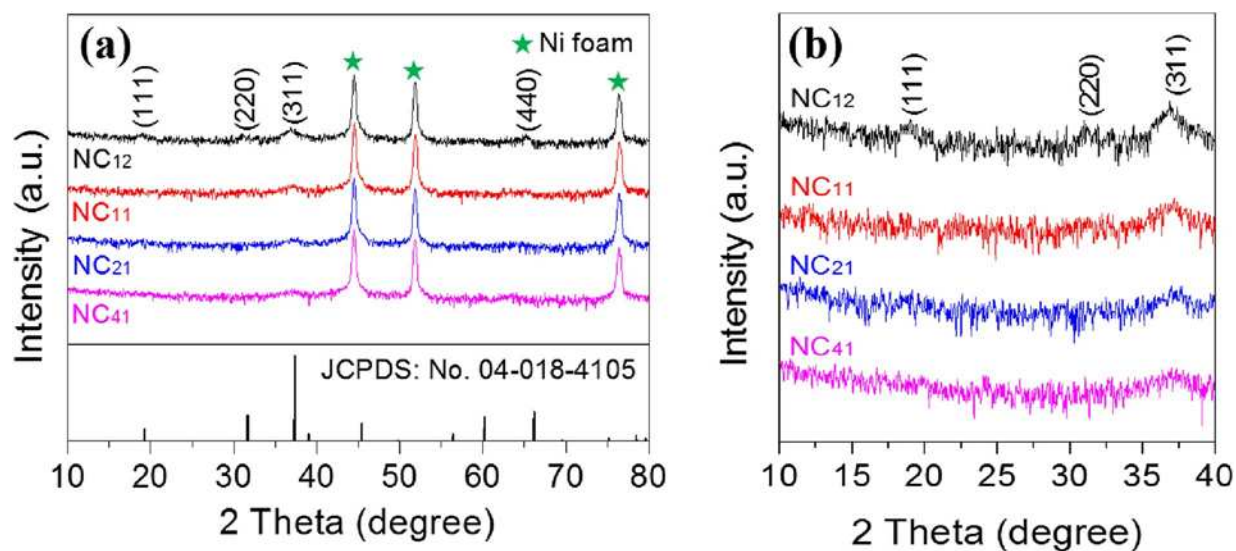 (a)
★ Ni foam
(111)
(220)
(311)
(440)
NC12
NC11
NC21
NC41
Intensity (a.u.)
JCPDS: No. 04-018-4105
10 20 30 40 50 60 70 80
2 Theta (degree)
(b)
(111)
(220)
(311)
NC12
NC11
NC21
NC41
Intensity (a.u.)
10 15 20 25 30 35 40
2 Theta (degree)